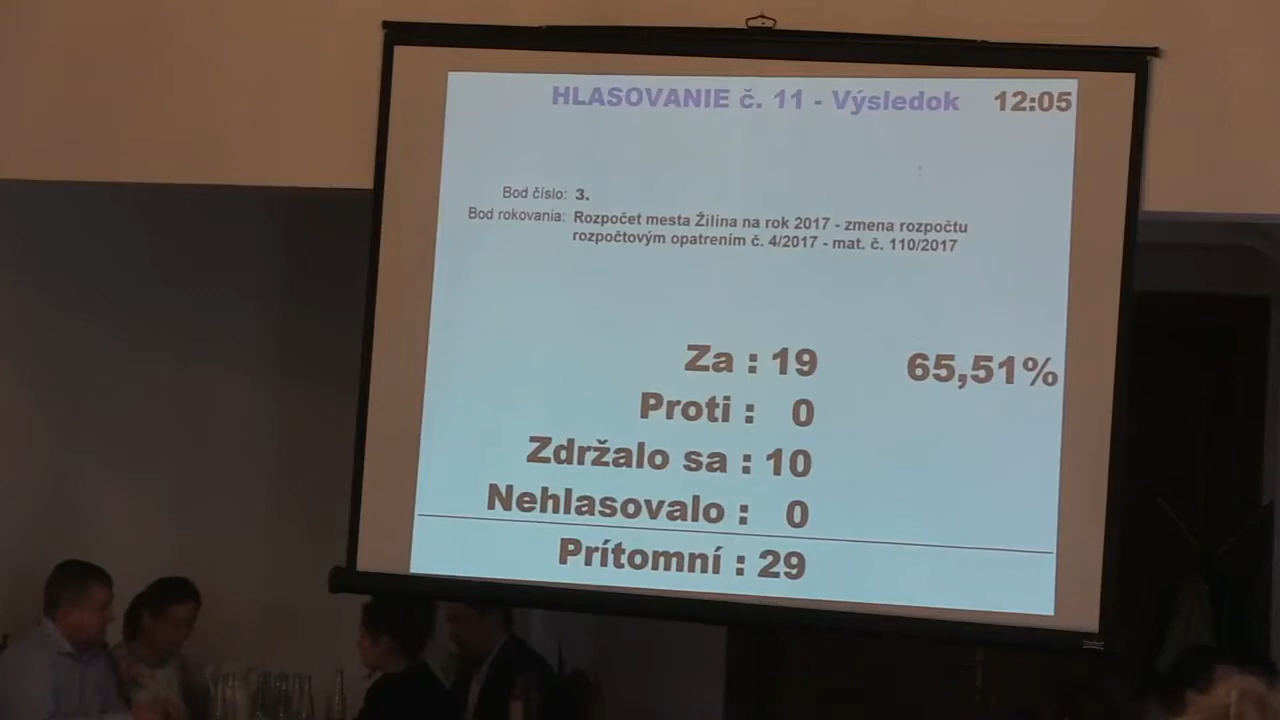 HLASOVANIE č. 11 - Výsledok 12:05
Bod číslo: 3.
Bod rokovania: Rozpočet mesta Žilina na rok 2017 - zmena rozpočtu
rozpočtovým opatrením č. 4/2017 - mat. č. 110/2017
Za : 19 65,51%
Proti : 0
Zdržalo sa : 10
Nehlasovalo : 0
Prítomní : 29